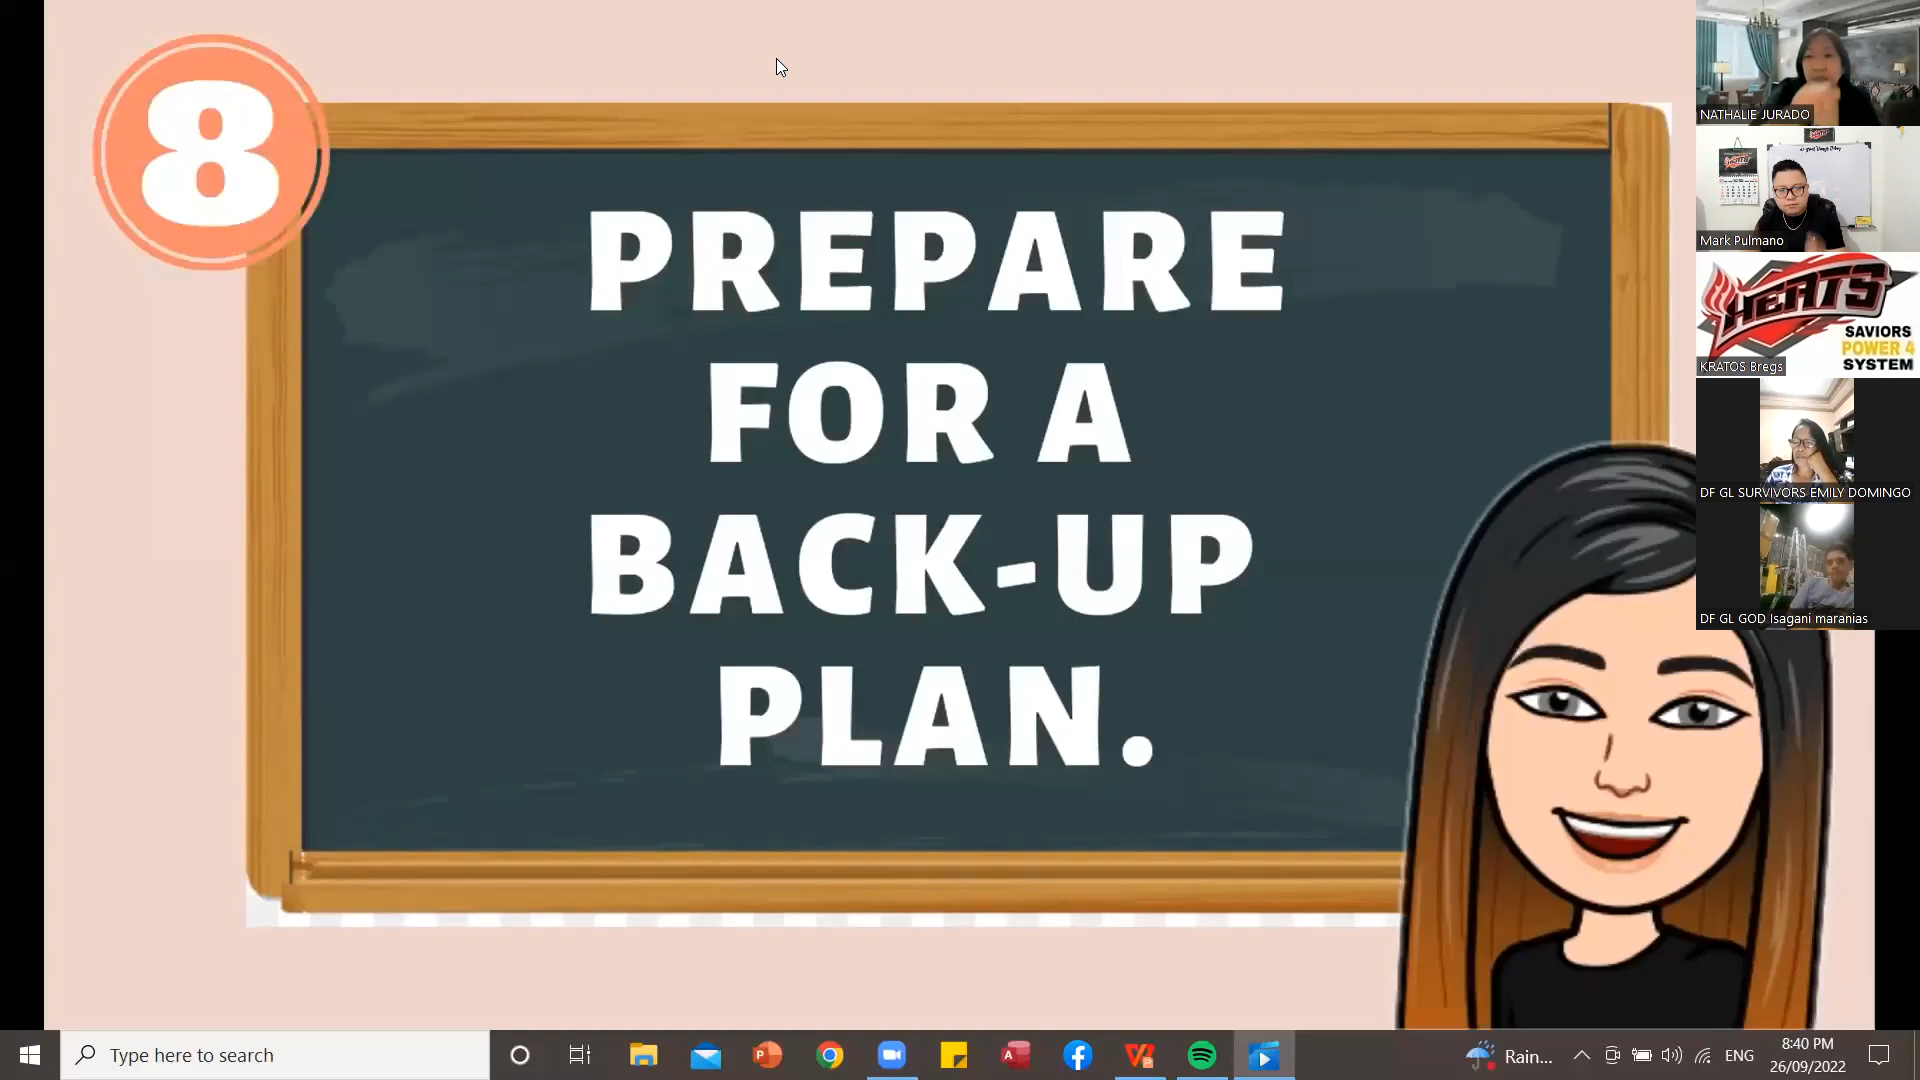 8
PREPARE
FOR A
BACK-UP
PLAN.
NATHALIE JURADO
Mark Pulmano
HEATS
SAVIORS
POWER 4
SYSTEM
KRATOS Bregs
DF GL SURVIVORS EMILY DOMINGO
DF GL GOD Isagani maranias
Type here to search
Rain...
ENG
8:40 PM
26/09/2022